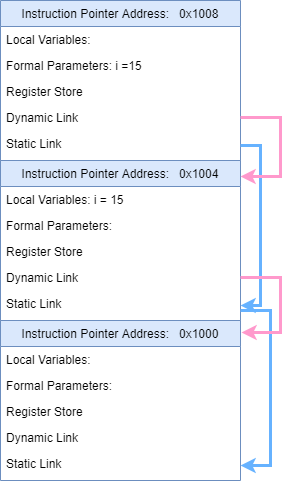 Instruction Pointer Address: 0x1008
Local Variables:
Formal Parameters: i =15
Register Store
Dynamic Link
Static Link
Instruction Pointer Address: 0x1004
Local Variables: i = 15
Formal Parameters:
Register Store
Dynamic Link
Static Link
Instruction Pointer Address: 0x1000
Local Variables:
Formal Parameters:
Register Store
Dynamic Link
Static Link